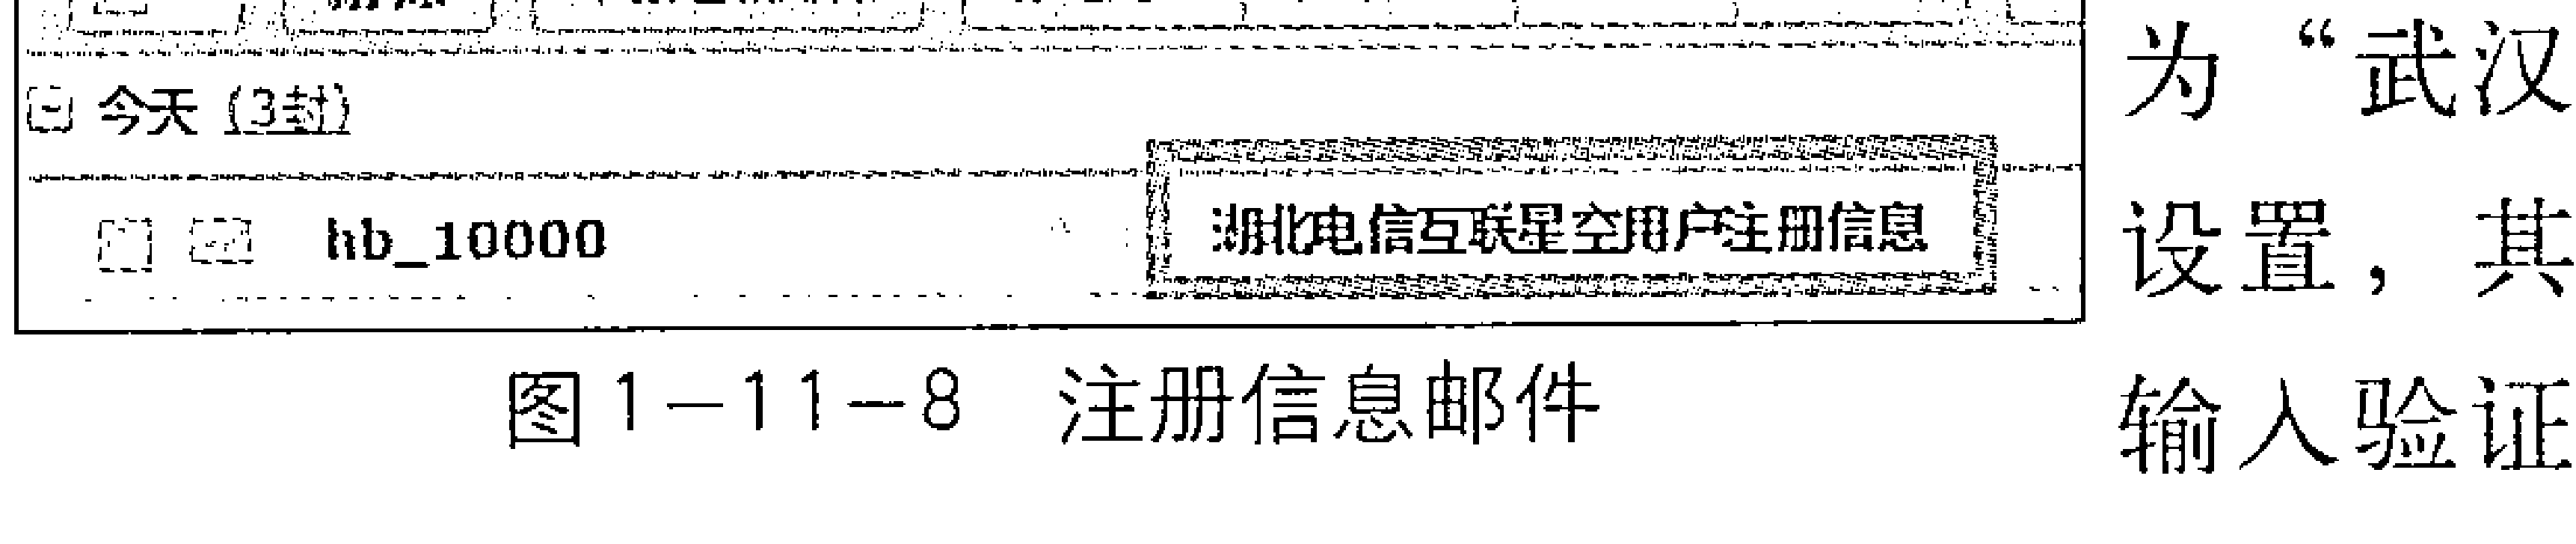 今天 (3封)
hb_10000 湖北电信互联星空用户注册信息
图1-11-8 注册信息邮件
为“武汉
设置，其
输入验证